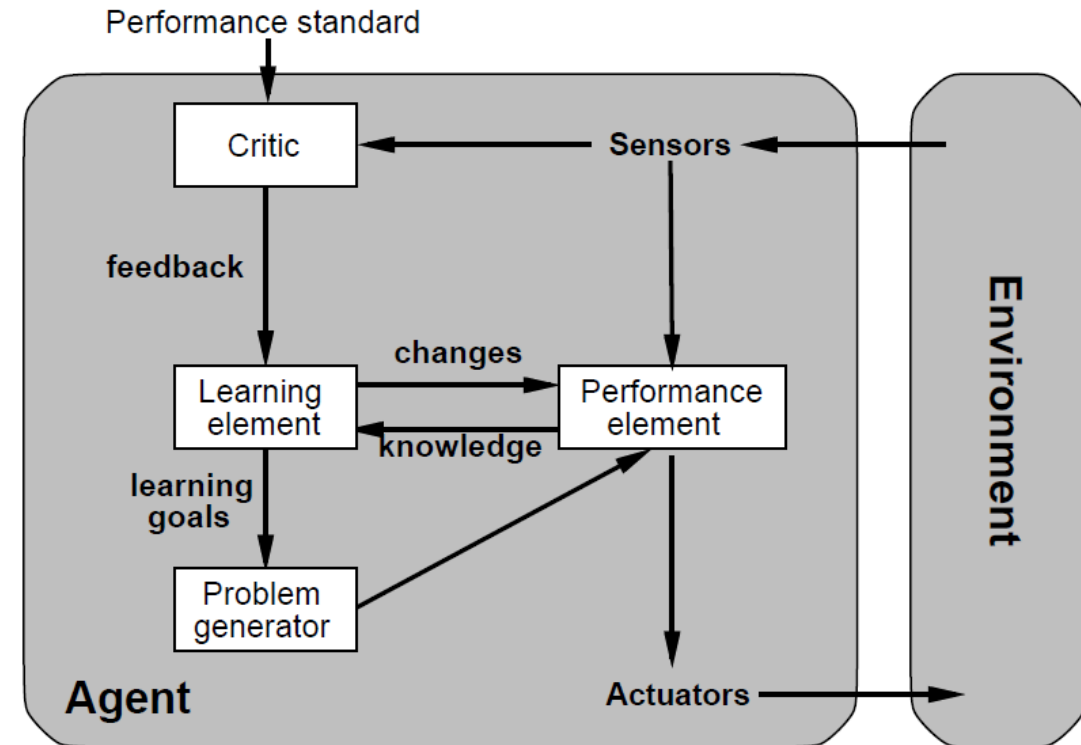 Performance standard
Critic
Sensors
feedback
changes
Learning
element
Performance
element
knowledge
learning
goals
Problem
generator
Agent
Actuators
Environment